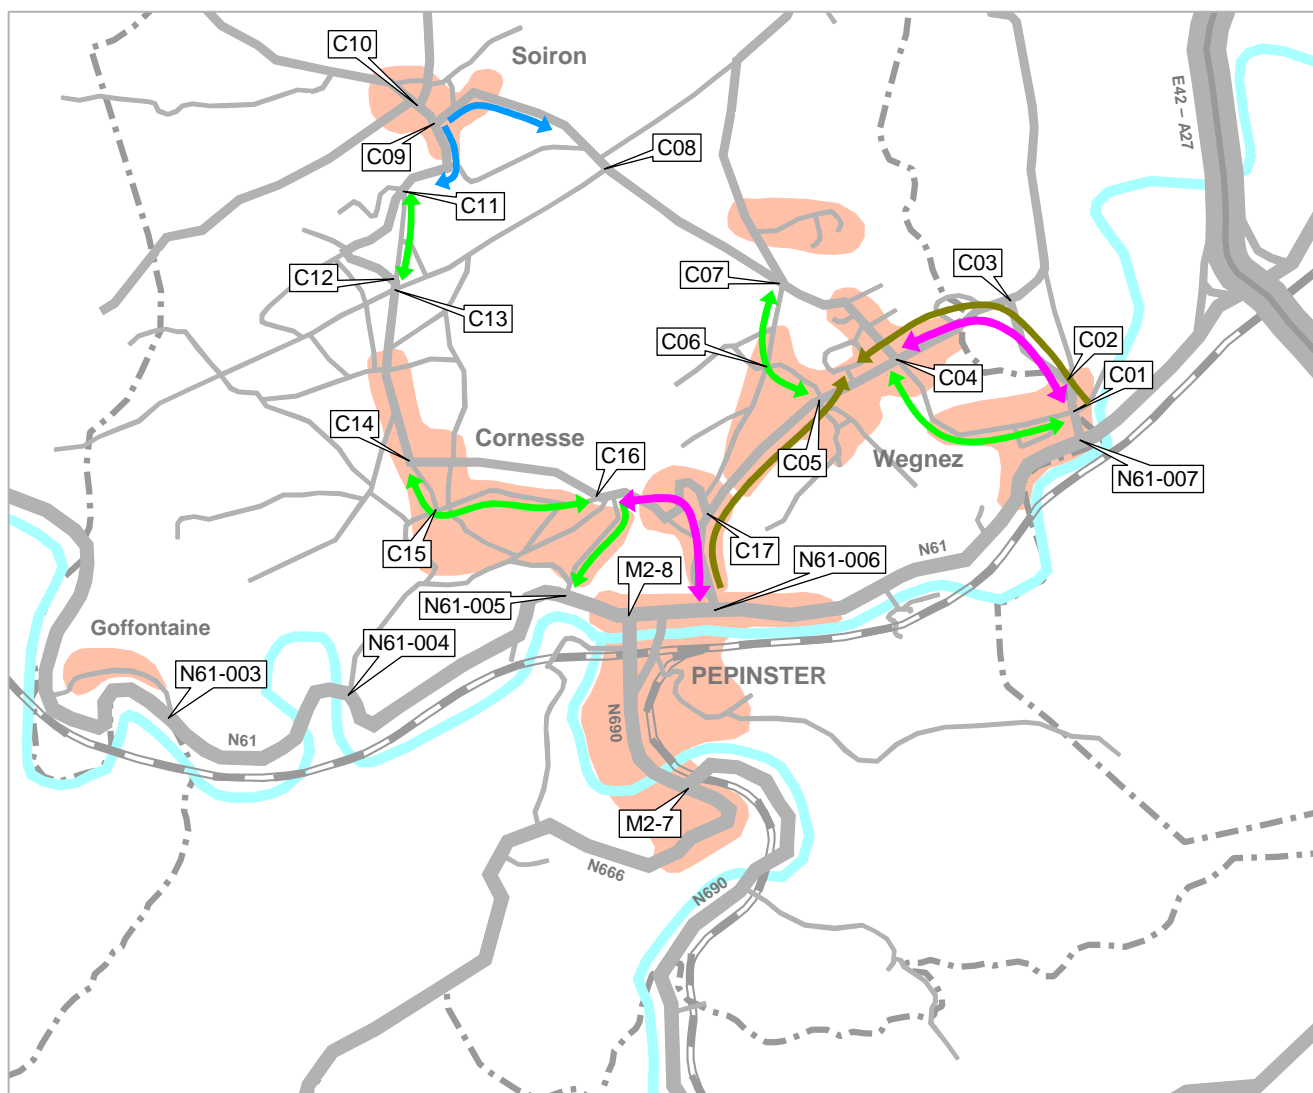 C10
Soiron
E42 – A27
C09
C08
C11
C03
C07
C12
C13
C06
C02
C04
C01
C14
Cornesse
C16
C05
Wegnez
N61-007
C15
C17
N61
N61-006
M2-8
N61-005
Goffontaine
N61-004
N61-003
PEPINSTER
N690
N61
M2-7
N666
N690